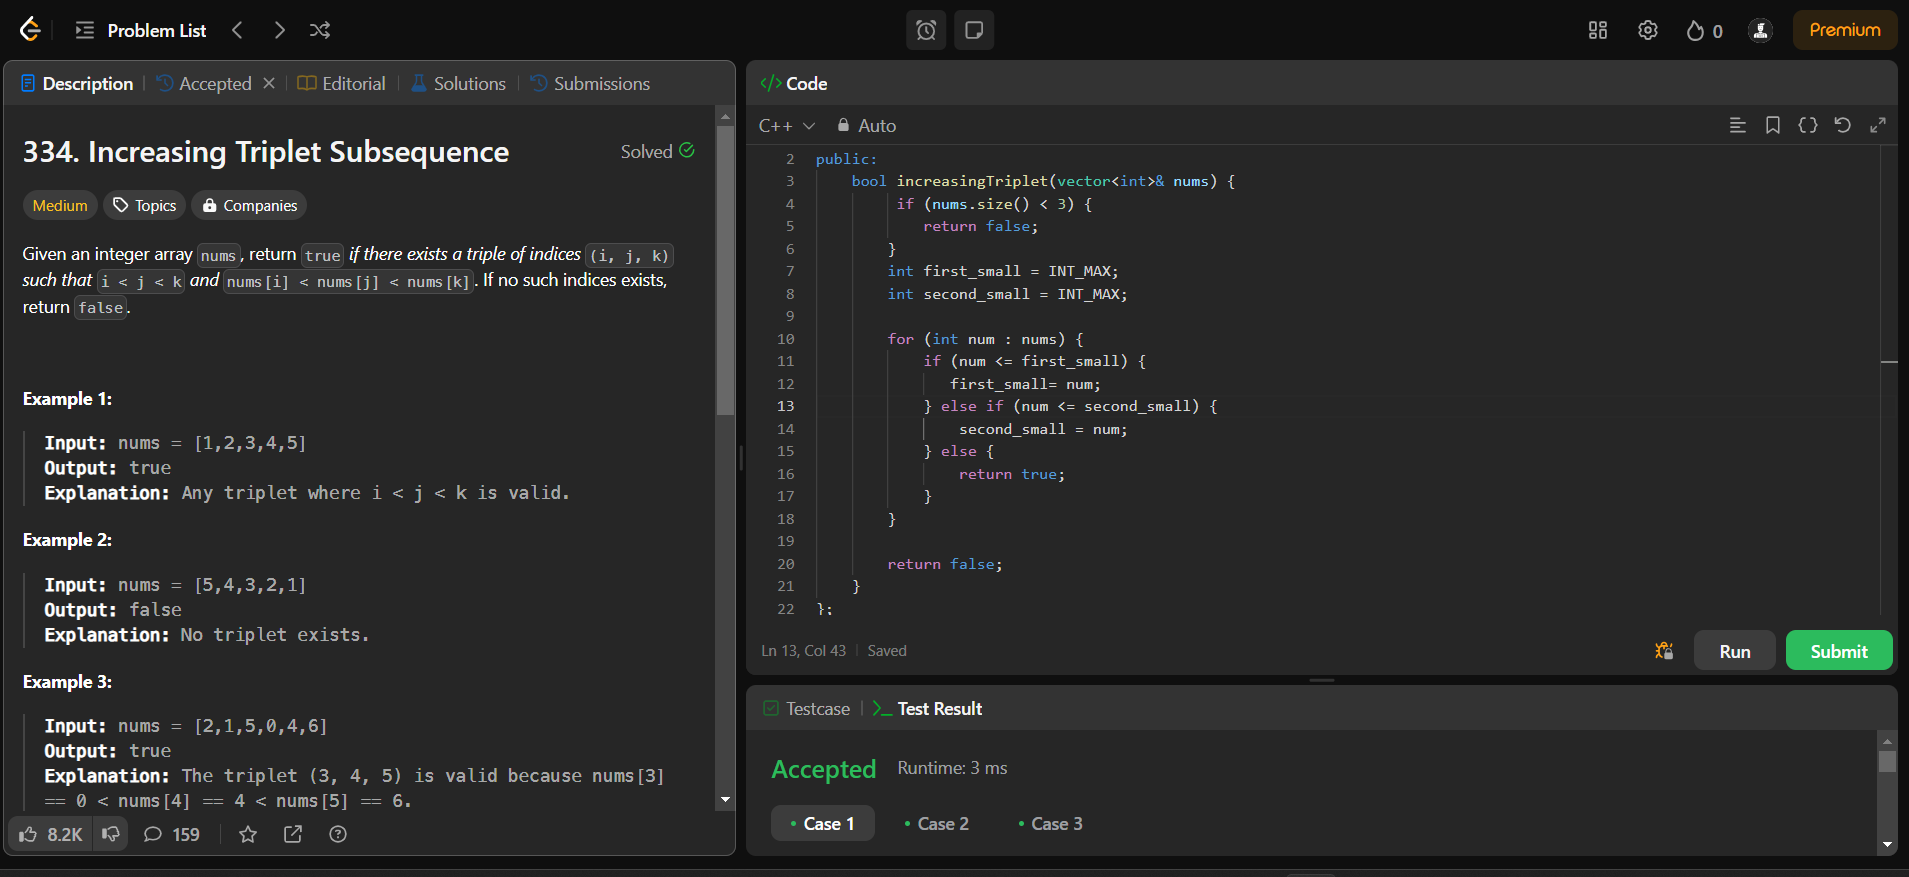 Problem List
0
Premium
Description
Accepted
Editorial
Solutions
Submissions
334. Increasing Triplet Subsequence
Solved
Medium
Topics
Companies
Given an integer array nums, return true if there exists a triple of indices (i, j, k)
such that i < j < k and nums[i] < nums[j] < nums[k]. If no such indices exists,
return false.
Example 1:
Input: nums = [1,2,3,4,5]
Output: true
Explanation: Any triplet where i < j < k is valid.
Example 2:
Input: nums = [5,4,3,2,1]
Output: false
Explanation: No triplet exists.
Example 3:
Input: nums = [2,1,5,0,4,6]
Output: true
Explanation: The triplet (3, 4, 5) is valid because nums[3]
== 0 < nums[4] == 4 < nums[5] == 6.
8.2K
159
</> Code
C++
Auto
2 public:
3 bool increasingTriplet(vector<int>& nums) {
4 if (nums.size() < 3) {
5 return false;
6 }
7 int first_small = INT_MAX;
8 int second_small = INT_MAX;
9
10 for (int num : nums) {
11 if (num <= first_small) {
12 first_small= num;
13 } else if (num <= second_small) {
14 second_small = num;
15 } else {
16 return true;
17 }
18 }
19
20 return false;
21 }
22 };
Ln 13, Col 43
Saved
Run
Submit
Testcase
Test Result
Accepted
Runtime: 3 ms
• Case 1
• Case 2
• Case 3